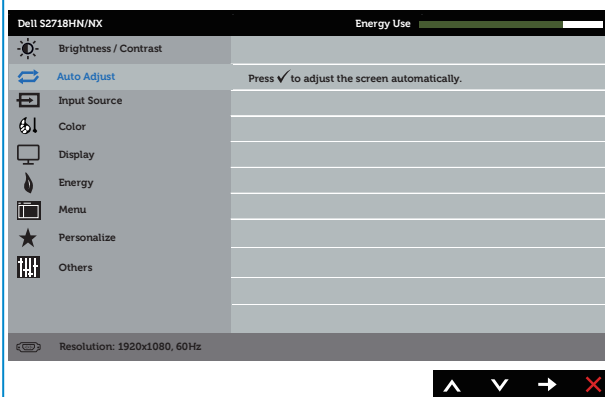 Dell S2718HN/NX Energy Use
Brightness / Contrast
Auto Adjust Press ✓ to adjust the screen automatically.
Input Source
Color
Display
Energy
Menu
Personalize
Others
Resolution: 1920x1080, 60Hz